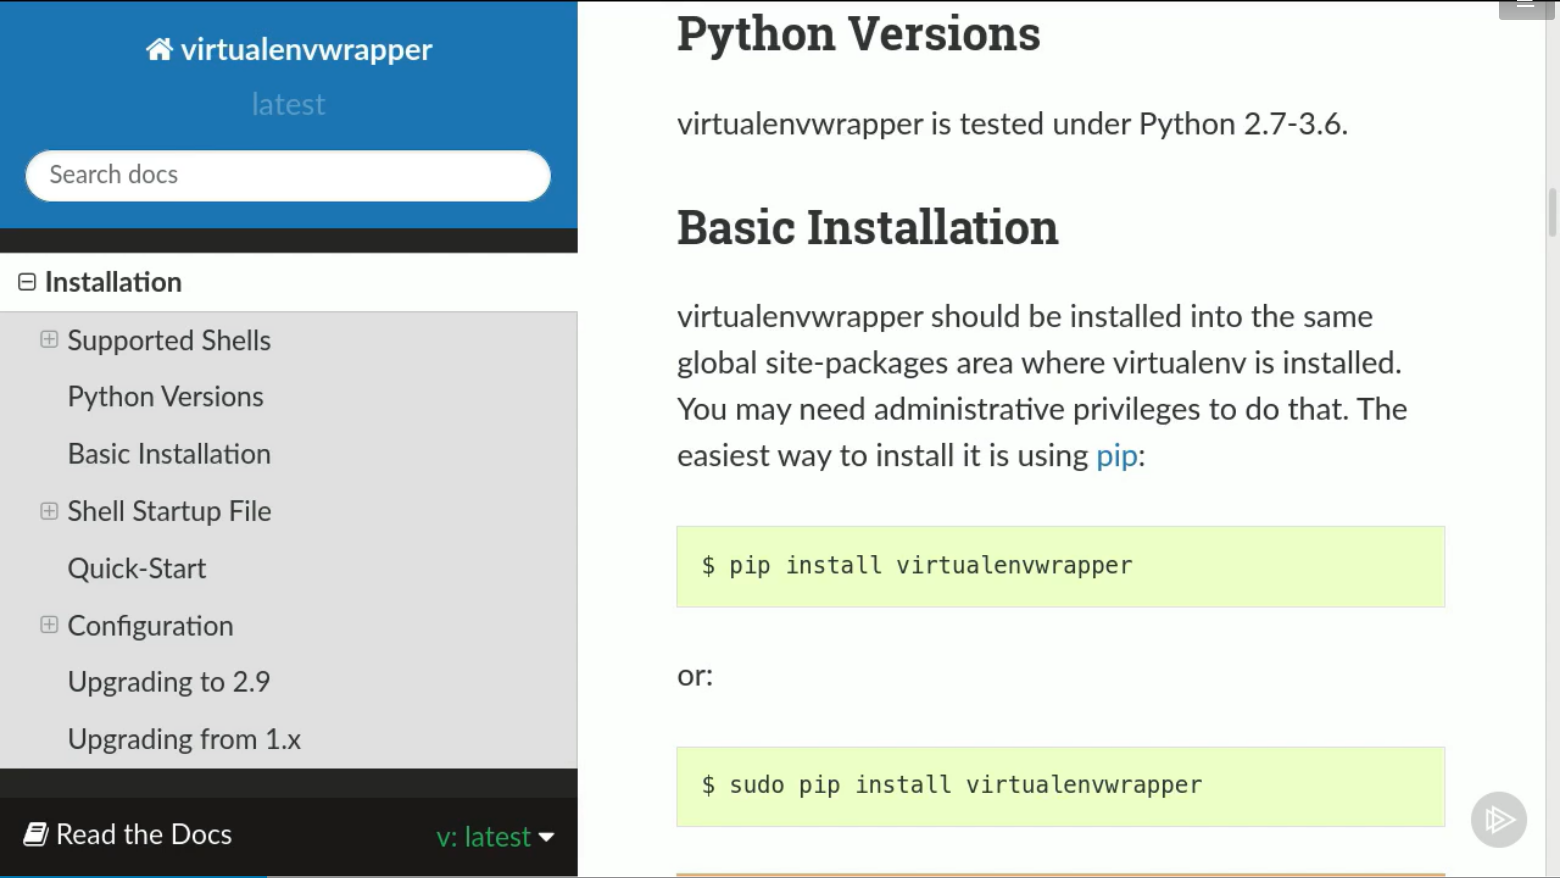 virtualenvwrapper
latest
Search docs
Installation
Supported Shells
Python Versions
Basic Installation
Shell Startup File
Quick-Start
Configuration
Upgrading to 2.9
Upgrading from 1.x
Read the Docs
v: latest
Python Versions
virtualenvwrapper is tested under Python 2.7-3.6.
Basic Installation
virtualenvwrapper should be installed into the same
global site-packages area where virtualenv is installed.
You may need administrative privileges to do that. The
easiest way to install it is using pip:
$ pip install virtualenvwrapper
or:
$ sudo pip install virtualenvwrapper